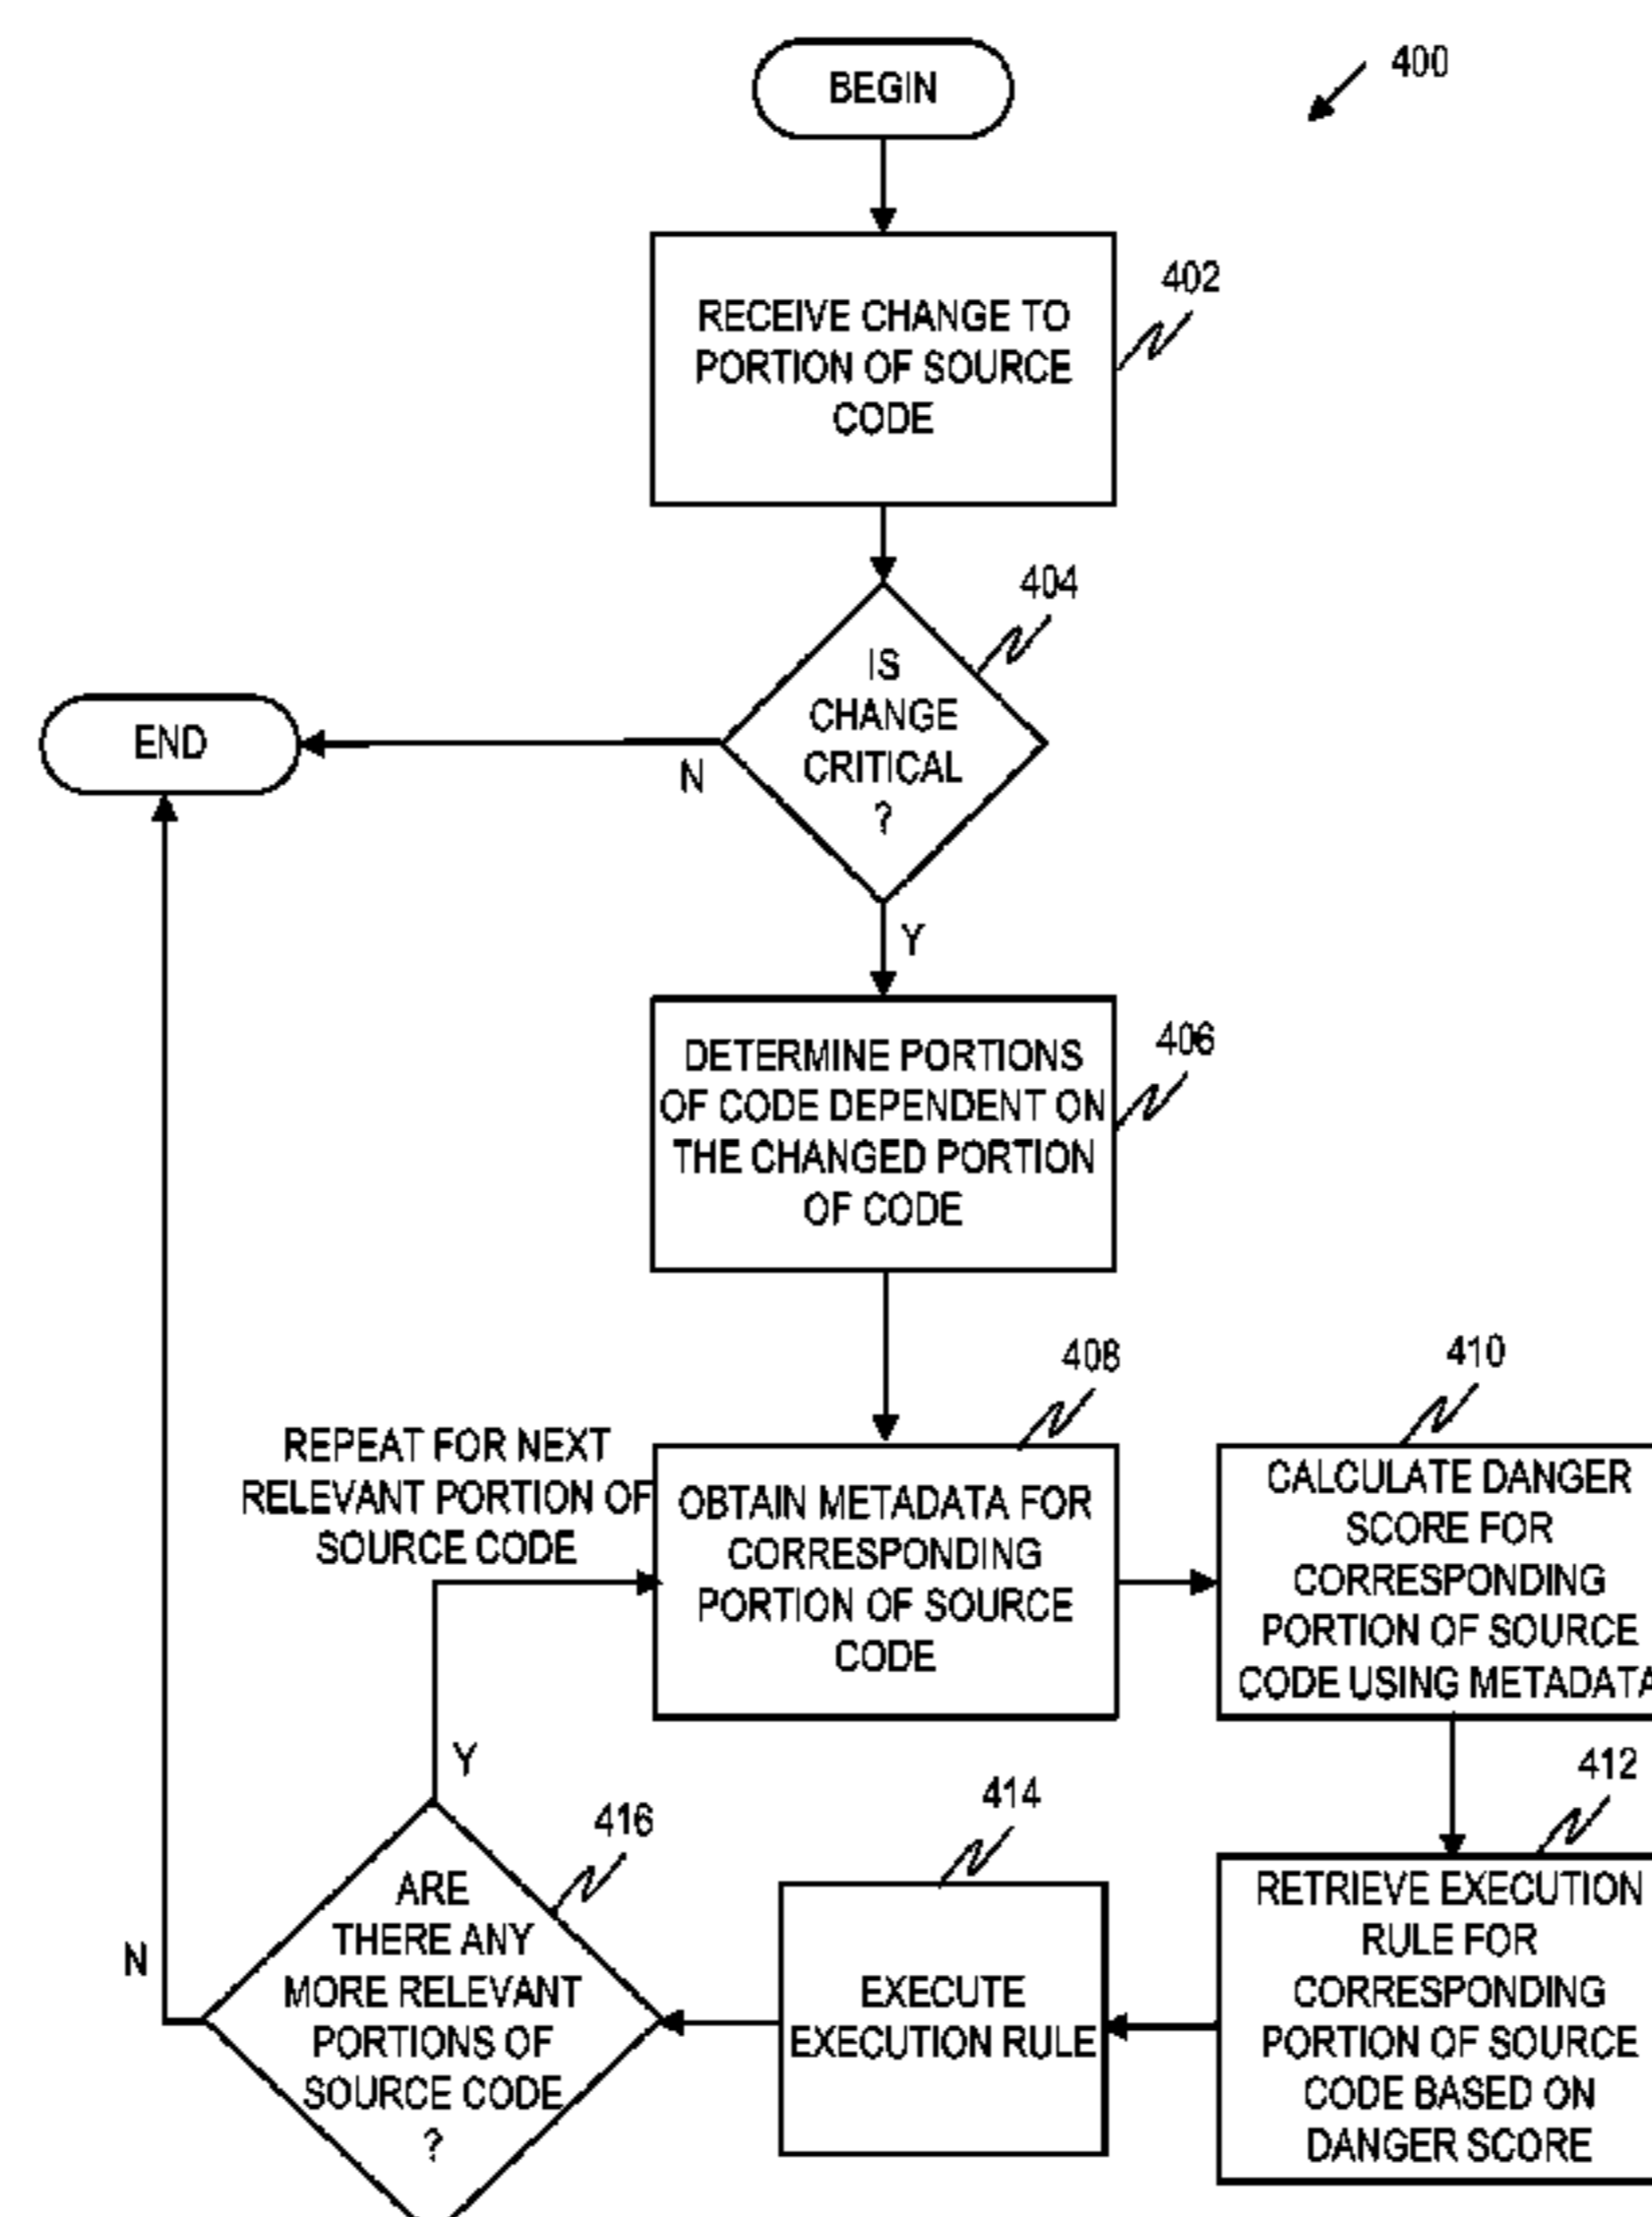 BEGIN
400
RECEIVE CHANGE TO
PORTION OF SOURCE
CODE
402
404
IS
CHANGE
CRITICAL
?
END
N
Y
DETERMINE PORTIONS
OF CODE DEPENDENT ON
THE CHANGED PORTION
OF CODE
406
408
410
REPEAT FOR NEXT
RELEVANT PORTION OF
SOURCE CODE
OBTAIN METADATA FOR
CORRESPONDING
PORTION OF SOURCE
CODE
CALCULATE DANGER
SCORE FOR
CORRESPONDING
PORTION OF SOURCE
CODE USING METADATA
Y
412
414
416
RETRIEVE EXECUTION
RULE FOR
CORRESPONDING
PORTION OF SOURCE
CODE BASED ON
DANGER SCORE
EXECUTE
EXECUTION RULE
ARE
THERE ANY
MORE RELEVANT
PORTIONS OF
SOURCE CODE
?
N